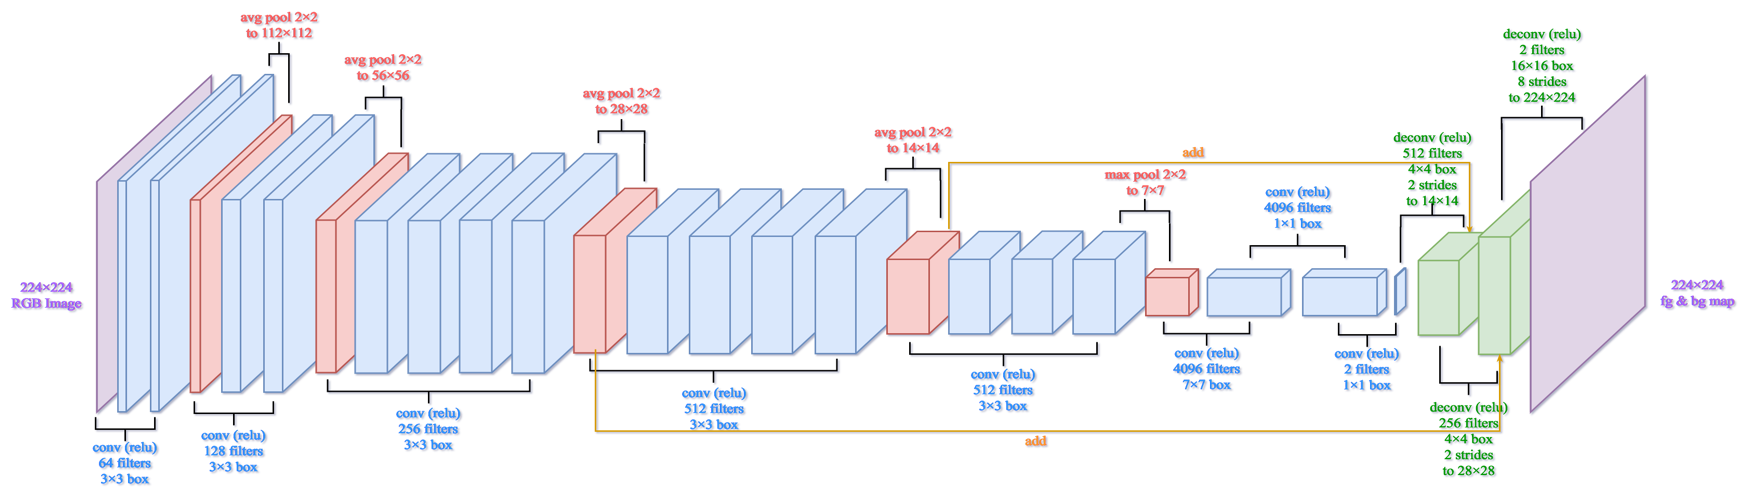 224×224
RGB Image
conv (relu)
64 filters
3×3 box
avg pool 2×2
to 112×112
conv (relu)
128 filters
3×3 box
avg pool 2×2
to 56×56
conv (relu)
256 filters
3×3 box
avg pool 2×2
to 28×28
conv (relu)
512 filters
3×3 box
avg pool 2×2
to 14×14
conv (relu)
512 filters
3×3 box
max pool 2×2
to 7×7
conv (relu)
4096 filters
7×7 box
conv (relu)
4096 filters
1×1 box
conv (relu)
2 filters
1×1 box
add
add
deconv (relu)
512 filters
4×4 box
2 strides
to 14×14
deconv (relu)
256 filters
4×4 box
2 strides
to 28×28
deconv (relu)
2 filters
16×16 box
8 strides
to 224×224
224×224
fg & bg map